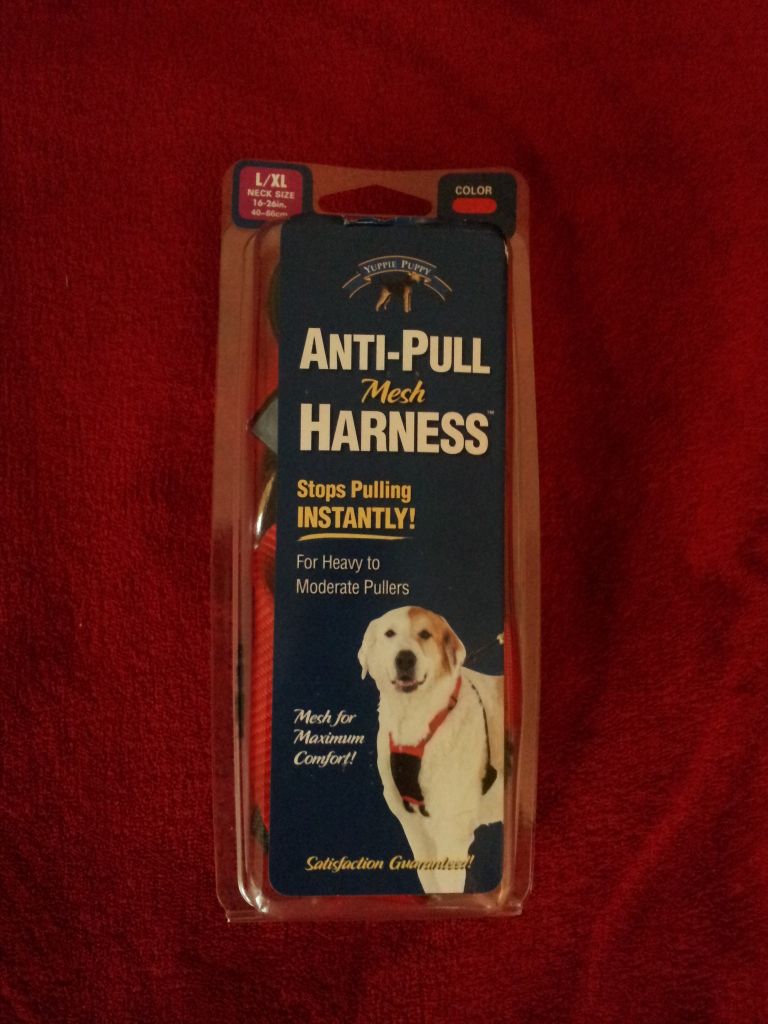 L/XL
NECK SIZE
16-26in.
40-66cm
COLOR
YUPPIE PUPPY
ANTI-PULL
Mesh
HARNESS™
Stops Pulling
INSTANTLY!
For Heavy to
Moderate Pullers
Mesh for
Maximum
Comfort!
Satisfaction Guaranteed!